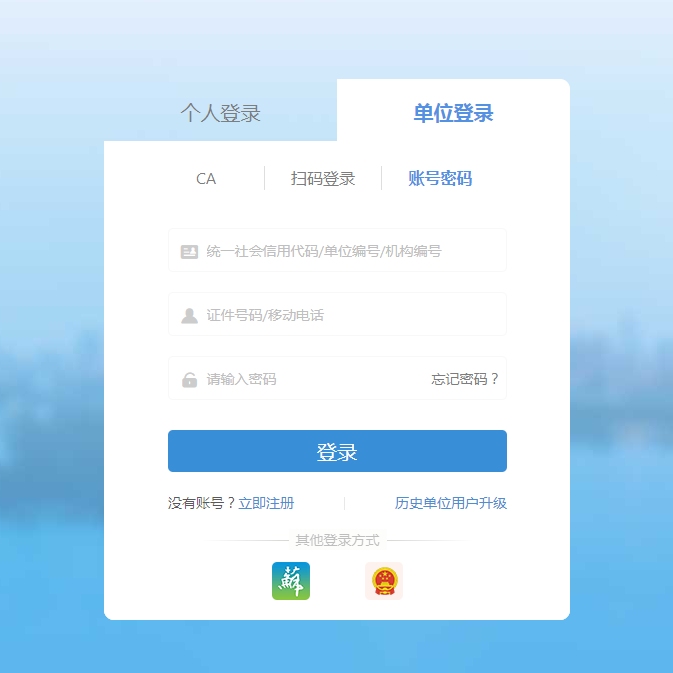 个人登录
单位登录
CA
扫码登录
账号密码
统一社会信用代码/单位编号/机构编号
证件号码/移动电话
请输入密码
忘记密码？
登录
没有账号？立即注册
历史单位用户升级
其他登录方式
蘇